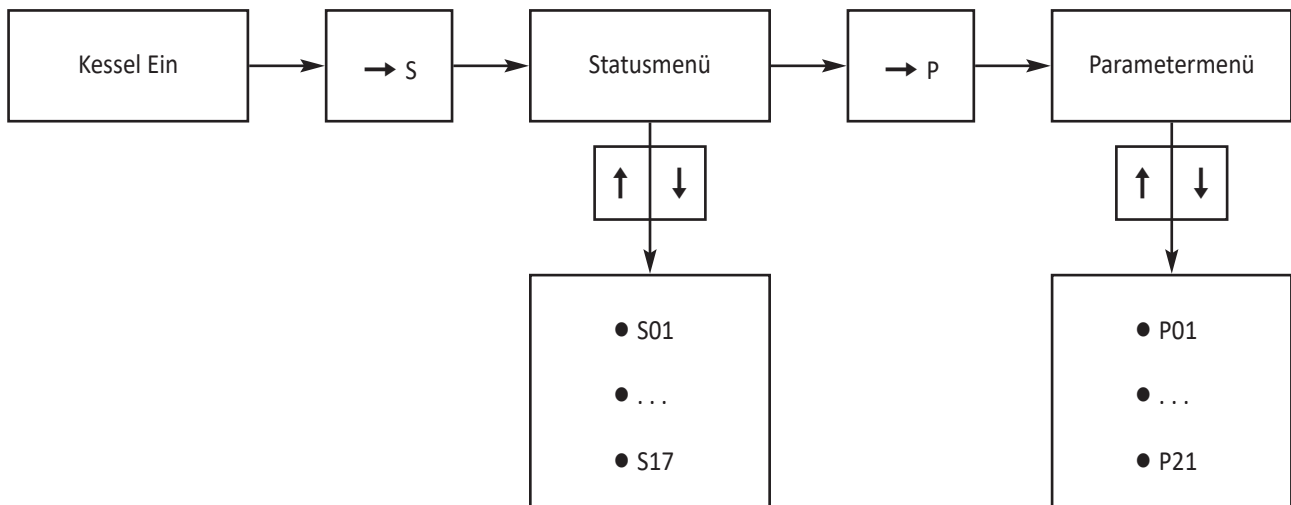 Kessel Ein
→ S
Statusmenü
→ P
Parametermenü
↑ ↓
↑ ↓
● S01
● . . .
● S17
● P01
● . . .
● P21